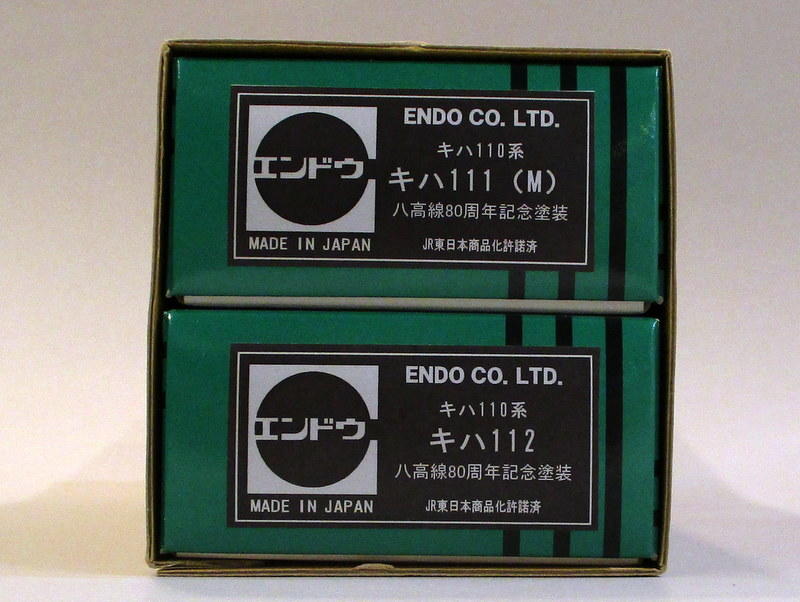 ENDO CO. LTD.
キハ110系
エンドウ
キハ111 (M)
八高線80周年記念塗装
MADE IN JAPAN
JR東日本商品化許諾済
ENDO CO. LTD.
キハ110系
エンドウ
キハ112
八高線80周年記念塗装
MADE IN JAPAN
JR東日本商品化許諾済